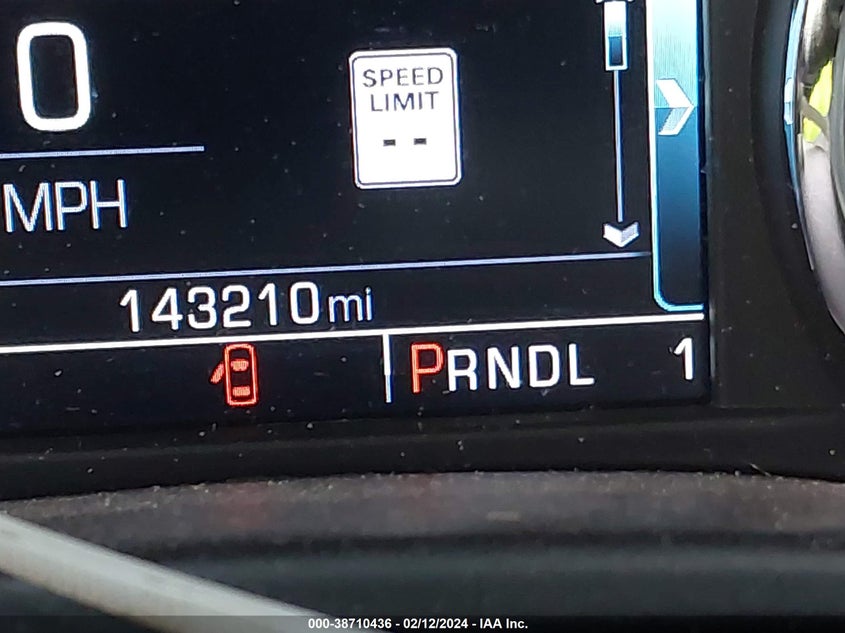 0
SPEED
LIMIT
--
MPH
143210mi
PRNDL 1
000-38710436 - 02/12/2024 - IAA Inc.